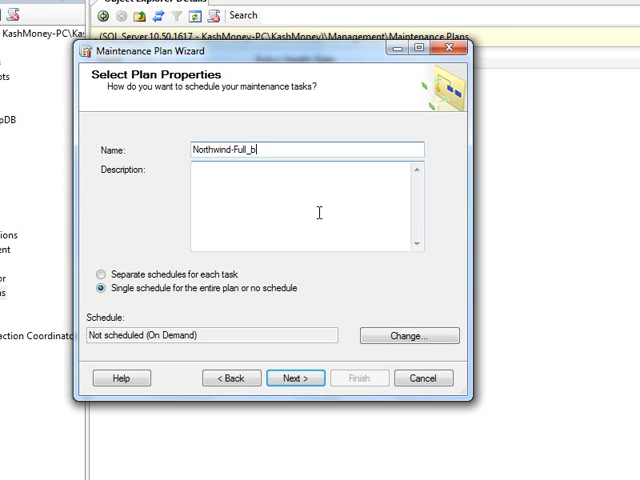 Object Explorer Details
Search
KashMoney-PC\Kas
(SQL Server 10.50.1617 - KashMoney-PC\KashMoney)\Management\Maintenance Plans
Maintenance Plan Wizard
Select Plan Properties
How do you want to schedule your maintenance tasks?
pts
pDB
Name:
Northwind-Full_b
Description:
ions
ent
or
ns
Separate schedules for each task
Single schedule for the entire plan or no schedule
Schedule:
action Coordinator
Not scheduled (On Demand)
Change...
Help
< Back
Next >
Finish
Cancel